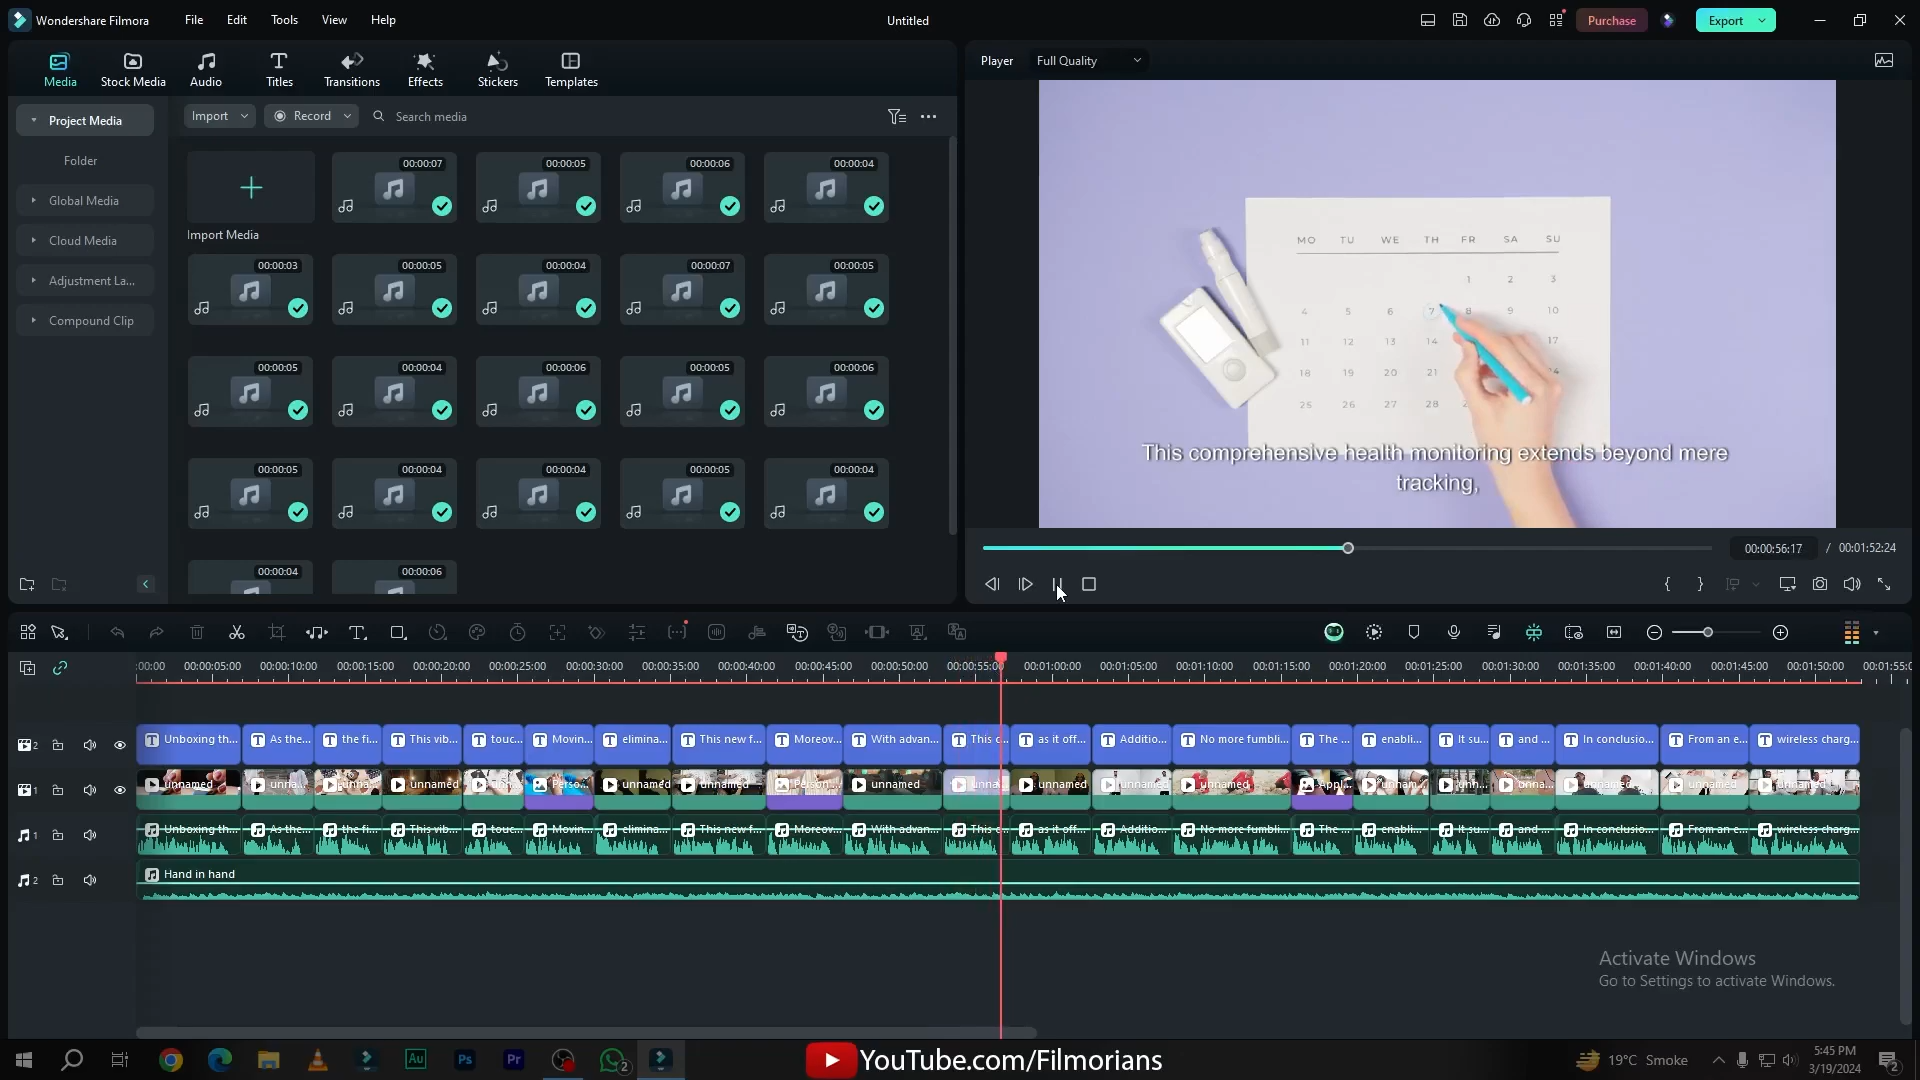 Wondershare Filmora File Edit Tools View Help Untitled Purchase Export
Media Stock Media Audio Titles Transitions Effects Stickers Templates
Player Full Quality
Project Media
Import Record Search media
Folder
Global Media
Cloud Media
Adjustment La...
Compound Clip
00:00:07 00:00:05 00:00:06 00:00:04
Import Media
00:00:03 00:00:05 00:00:04 00:00:07 00:00:05
00:00:05 00:00:04 00:00:06 00:00:05 00:00:06
00:00:05 00:00:04 00:00:04 00:00:05 00:00:04
00:00:04 00:00:06
MO TU WE TH FR SA SU
1 2 3
4 5 6 7 8 9 10
11 12 13 14 17
18 19 20 21
25 26 27 28
This comprehensive health monitoring extends beyond mere
tracking,
00:00:56:17 / 00:01:52:24
:00:00 00:00:05:00 00:00:10:00 00:00:15:00 00:00:20:00 00:00:25:00 00:00:30:00 00:00:35:00 00:00:40:00 00:00:45:00 00:00:50:00 00:00:55:00 00:01:00:00 00:01:05:00 00:01:10:00 00:01:15:00 00:01:20:00 00:01:25:00 00:01:30:00 00:01:35:00 00:01:40:00 00:01:45:00 00:01:50:00 00:01:55:0
2 Unboxing th... As the... the fi... This vib... touc... Movin... elimina... This new f... Moreov... With advan... This c as it off... Additio... No more fumbli... The ... enabli... It su... and ... In conclusio... From an e... wireless charg...
1 unnamed unna... unna... unnamed Perso... unnamed unnamed Person... unnamed unna unnamed unnamed unnamed Appl... unnam... unn... unna... unnamed unnamed unnamed
1 Unboxing th... As the... the fi... This vib... touc... Movin... elimina... This new f... Moreov... With advan... This c as it off... Additio... No more fumbli... The ... enabli... It su... and ... In conclusio... From an e... wireless charg...
2 Hand in hand
Activate Windows
Go to Settings to activate Windows.
Au Ps Pr 2 YouTube.com/Filmorians 19°C Smoke 5:45 PM
3/19/2024 2